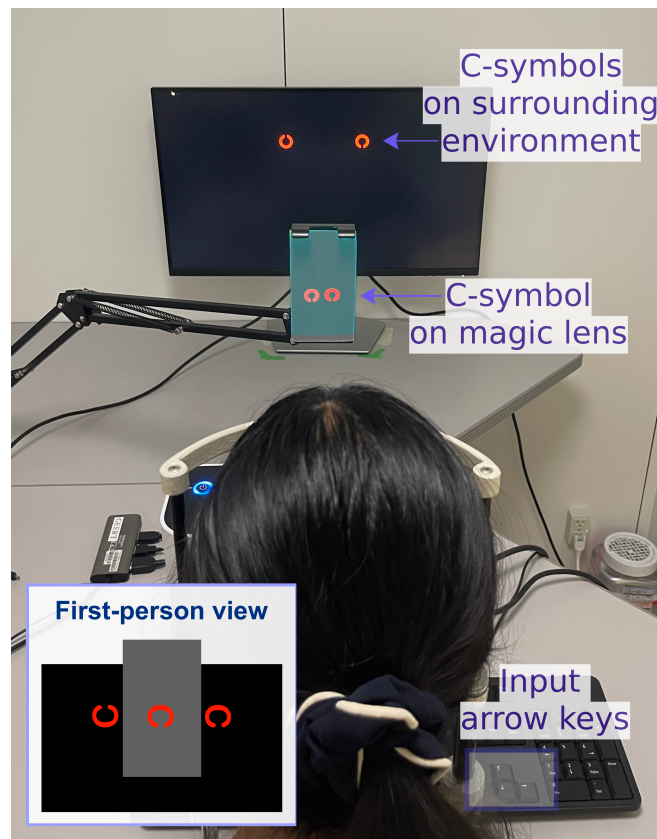 C-symbols
on surrounding
environment
C-symbol
on magic lens
First-person view
Input
arrow keys